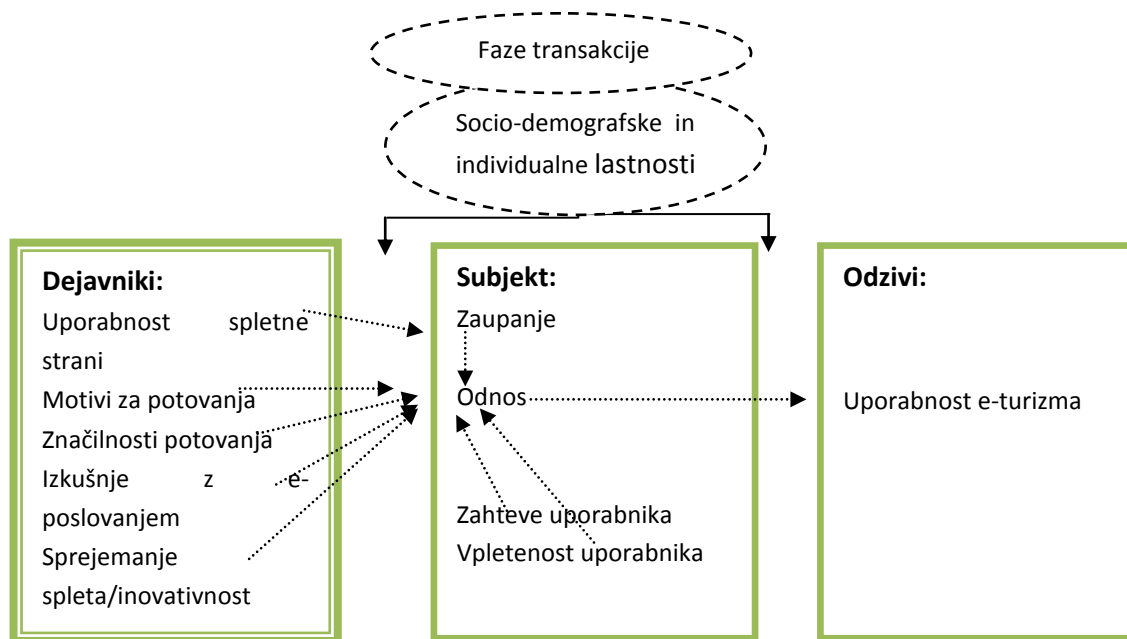 Faze transakcije
Socio-demografske in
individualne lastnosti
Dejavniki:
Uporabnost spletne
strani
Motivi za potovanja
Značilnosti potovanja
Izkušnje z e-
poslovanjem
Sprejemanje
spleta/inovativnost
Subjekt:
Zaupanje
Odnos
Zahteve uporabnika
Vpletenost uporabnika
Odzivi:
Uporabnost e-turizma